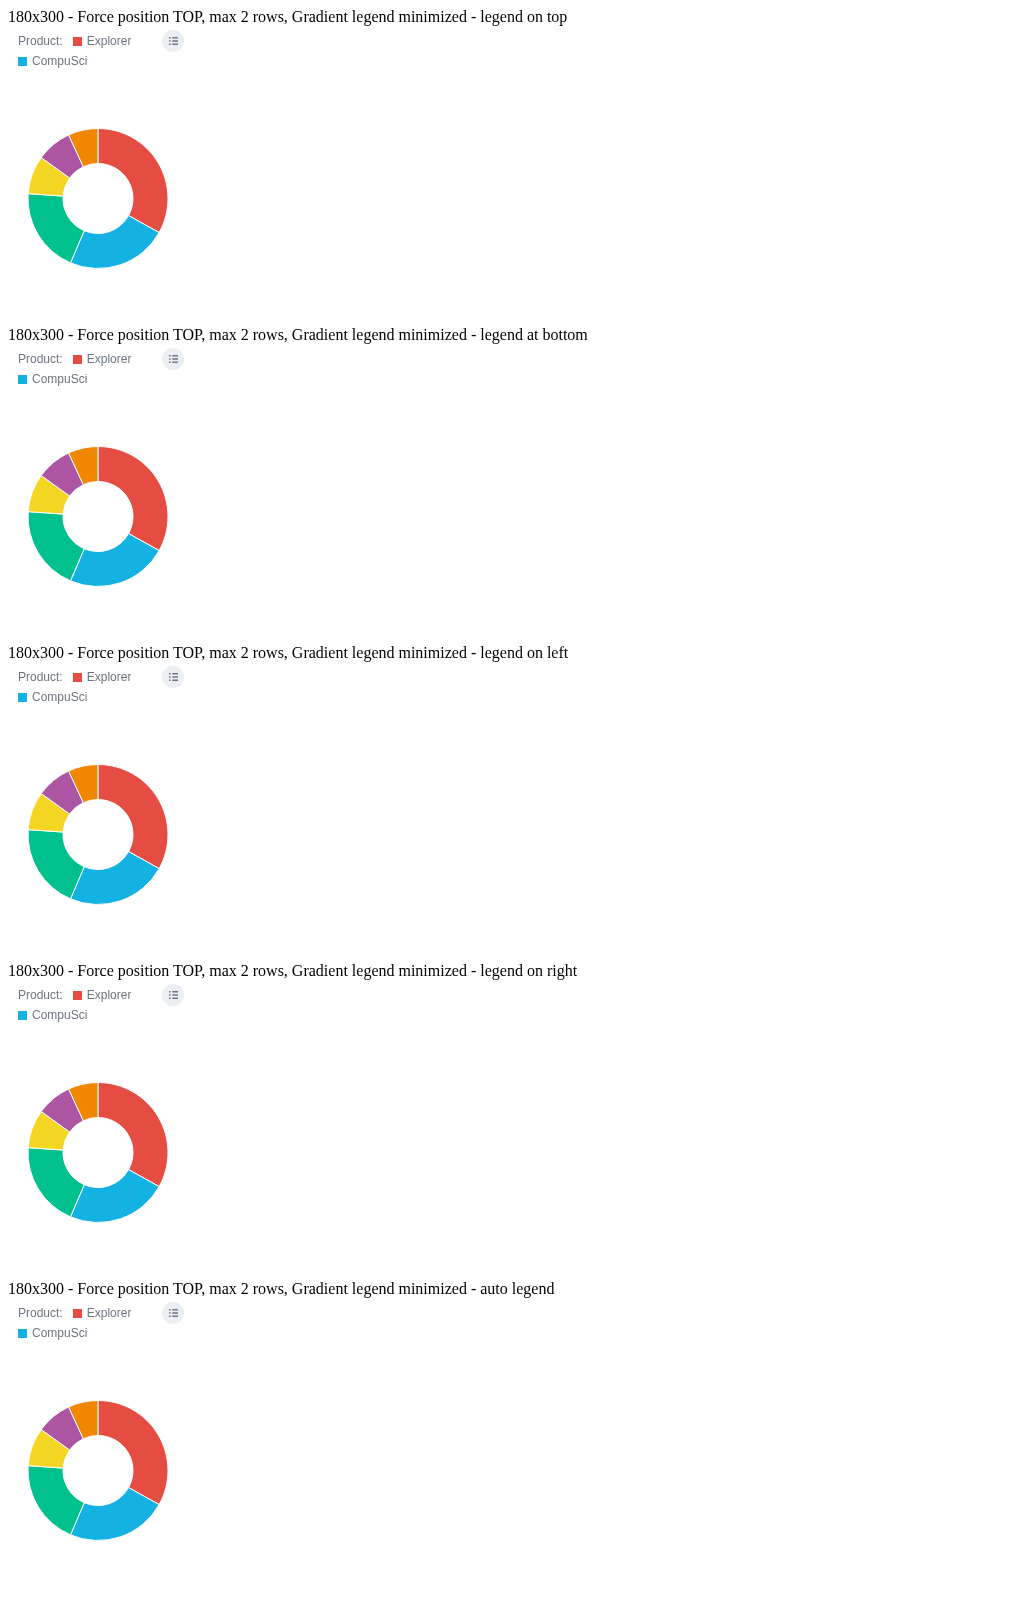 180x300 - Force position TOP, max 2 rows, Gradient legend minimized - legend on top
Product: Explorer
CompuSci
180x300 - Force position TOP, max 2 rows, Gradient legend minimized - legend at bottom
Product: Explorer
CompuSci
180x300 - Force position TOP, max 2 rows, Gradient legend minimized - legend on left
Product: Explorer
CompuSci
180x300 - Force position TOP, max 2 rows, Gradient legend minimized - legend on right
Product: Explorer
CompuSci
180x300 - Force position TOP, max 2 rows, Gradient legend minimized - auto legend
Product: Explorer
CompuSci